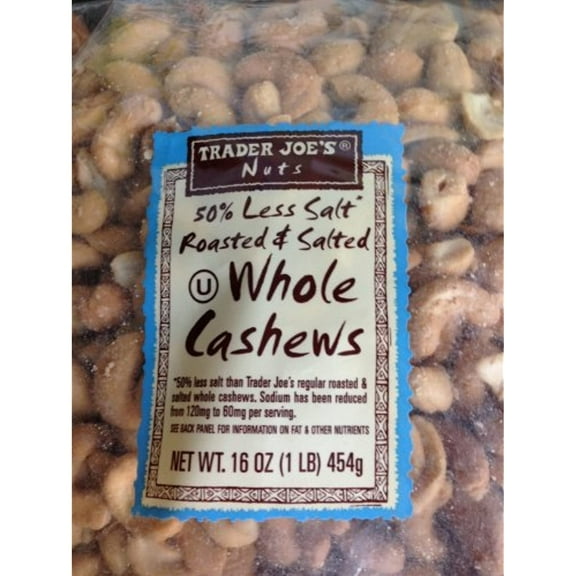 TRADER JOE'S®
Nuts
50% Less Salt*
Roasted & Salted
Ⓤ Whole
Cashews
*50% less salt than Trader Joe's regular roasted &
salted whole cashews. Sodium has been reduced
from 120mg to 60mg per serving.
SEE BACK PANEL FOR INFORMATION ON FAT & OTHER NUTRIENTS
NET WT. 16 OZ (1 LB) 454g